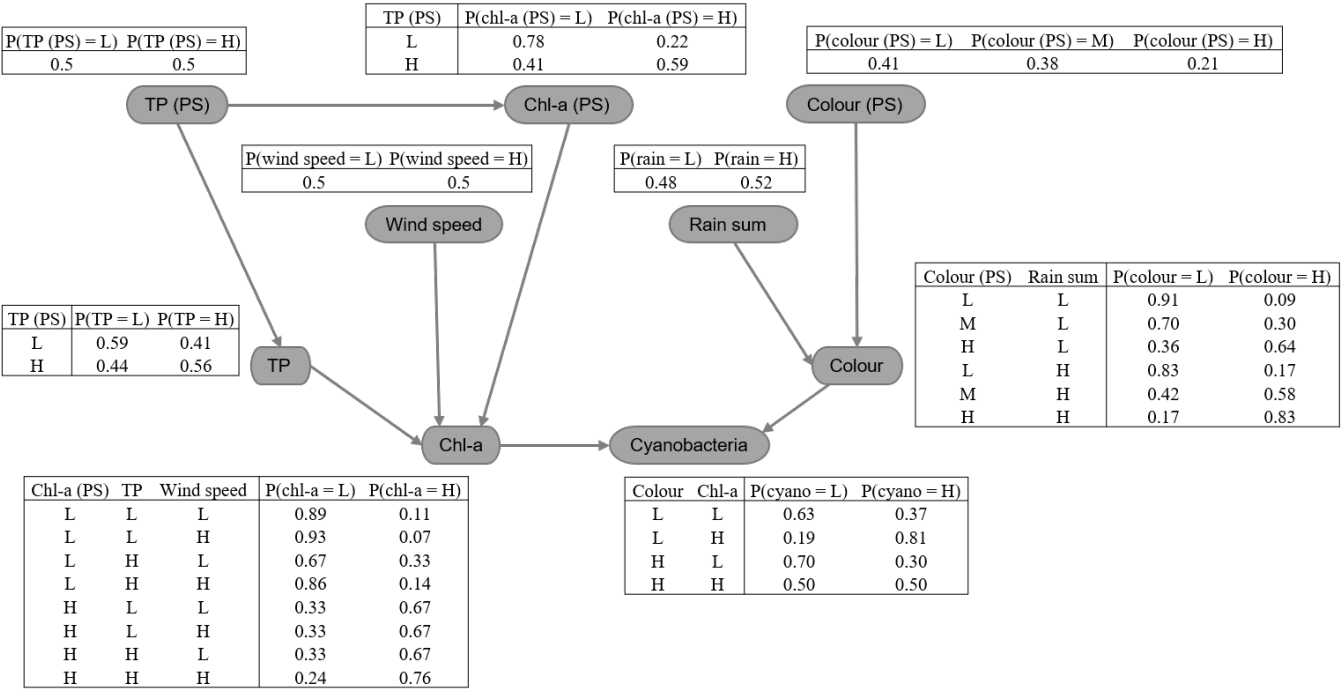 TP (PS) P(chl-a (PS) = L) P(chl-a (PS) = H)
L 0.78 0.22
H 0.41 0.59
P(TP (PS) = L) P(TP (PS) = H)
0.5 0.5
P(colour (PS) = L) P(colour (PS) = M) P(colour (PS) = H)
0.41 0.38 0.21
TP (PS) Chl-a (PS) Colour (PS)
P(wind speed = L) P(wind speed = H)
0.5 0.5
P(rain = L) P(rain = H)
0.48 0.52
Wind speed Rain sum
Colour (PS) Rain sum P(colour = L) P(colour = H)
L L 0.91 0.09
M L 0.70 0.30
H L 0.36 0.64
L H 0.83 0.17
M H 0.42 0.58
H H 0.17 0.83
TP (PS) P(TP = L) P(TP = H)
L 0.59 0.41
H 0.44 0.56
TP Colour
Chl-a Cyanobacteria
Chl-a (PS) TP Wind speed P(chl-a = L) P(chl-a = H)
L L L 0.89 0.11
L L H 0.93 0.07
L H L 0.67 0.33
L H H 0.86 0.14
H L L 0.33 0.67
H L H 0.33 0.67
H H L 0.33 0.67
H H H 0.24 0.76
Colour Chl-a P(cyano = L) P(cyano = H)
L L 0.63 0.37
L H 0.19 0.81
H L 0.70 0.30
H H 0.50 0.50